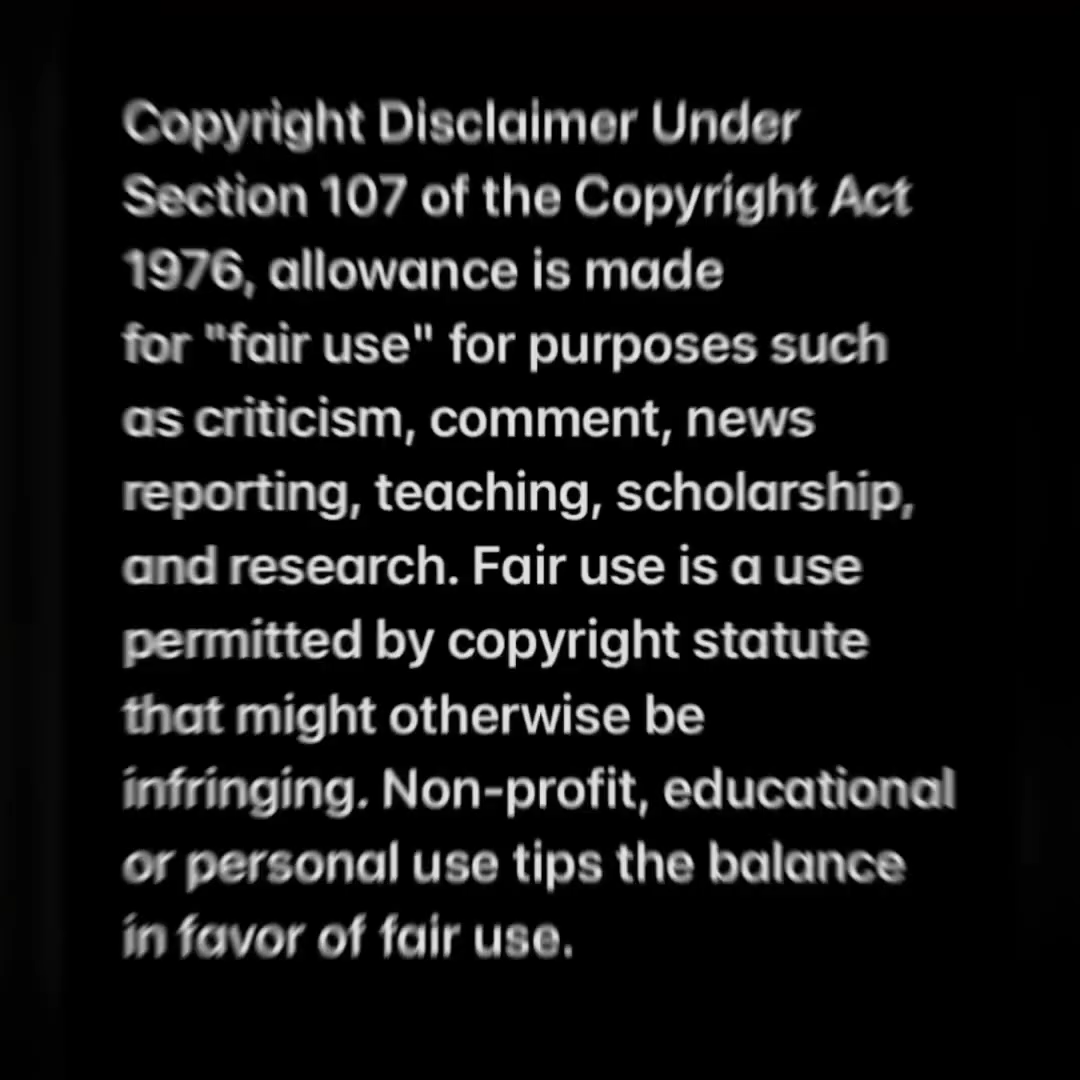 Copyright Disclaimer Under
Section 107 of the Copyright Act
1976, allowance is made
for "fair use" for purposes such
as criticism, comment, news
reporting, teaching, scholarship,
and research. Fair use is a use
permitted by copyright statute
that might otherwise be
infringing. Non-profit, educational
or personal use tips the balance
in favor of fair use.